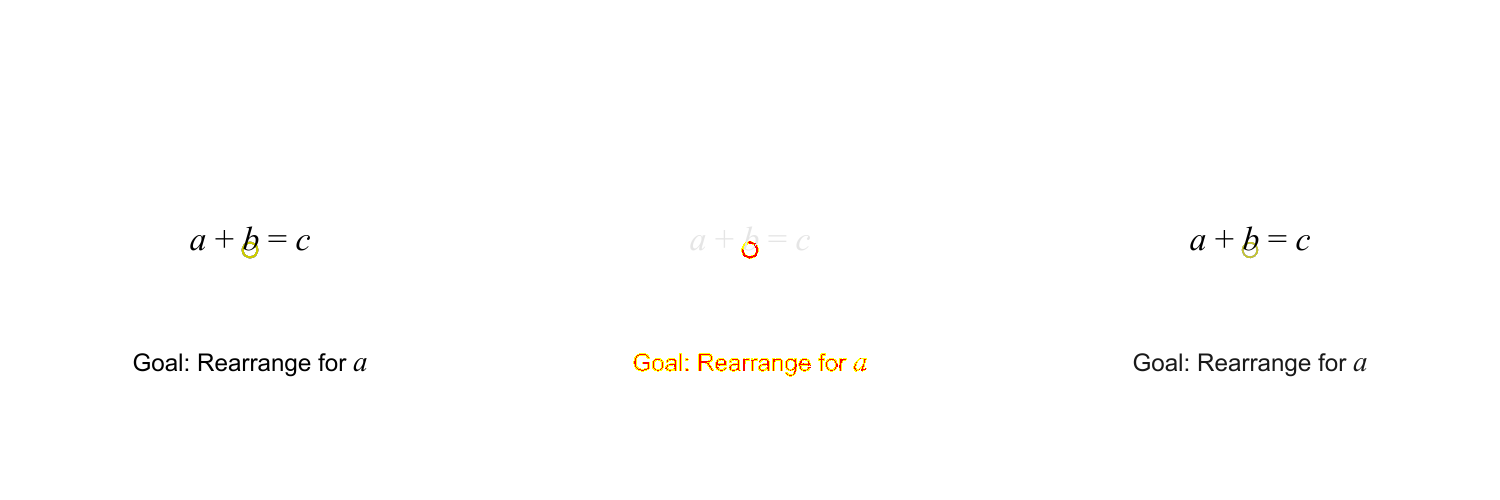 a + b = c a + b = c a + b = c
Goal: Rearrange for a Goal: Rearrange for a Goal: Rearrange for a